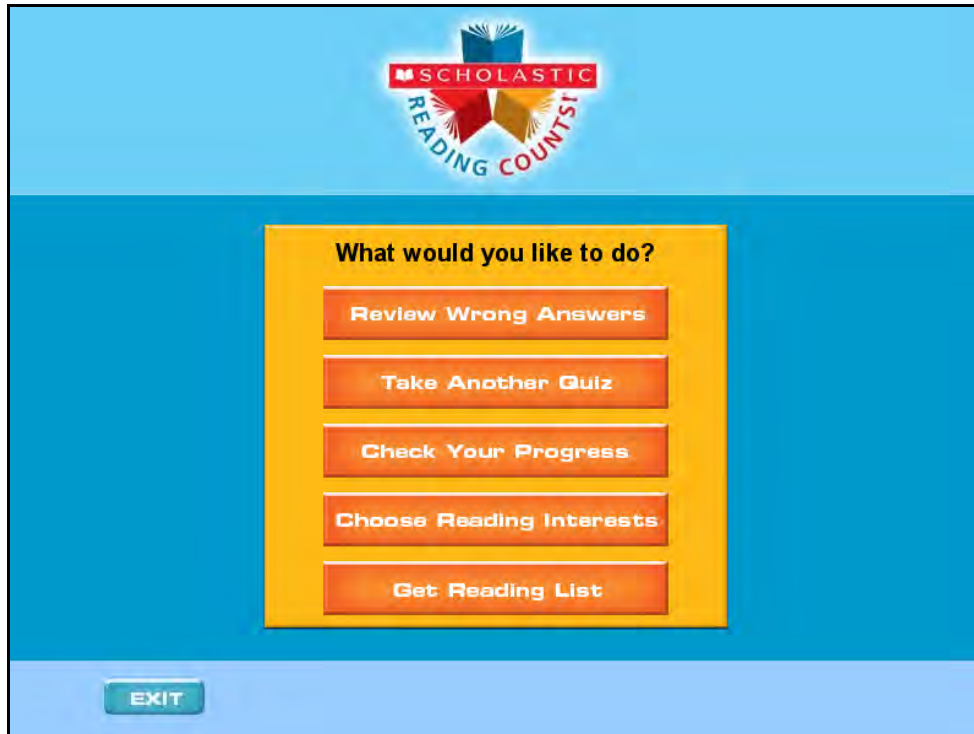 SCHOLASTIC
READING COUNTS!
What would you like to do?
Review Wrong Answers
Take Another Quiz
Check Your Progress
Choose Reading Interests
Get Reading List
EXIT